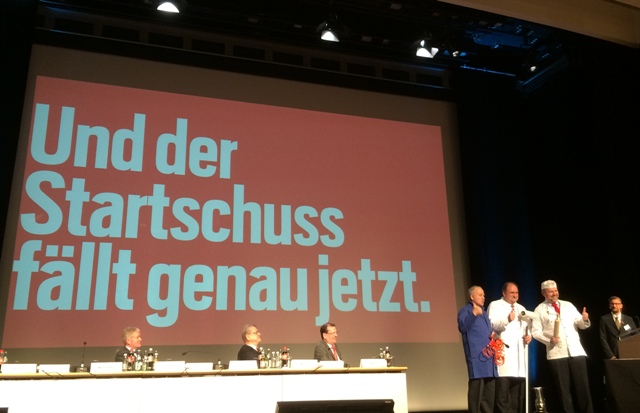 Und der
Startschuss
fällt genau jetzt.